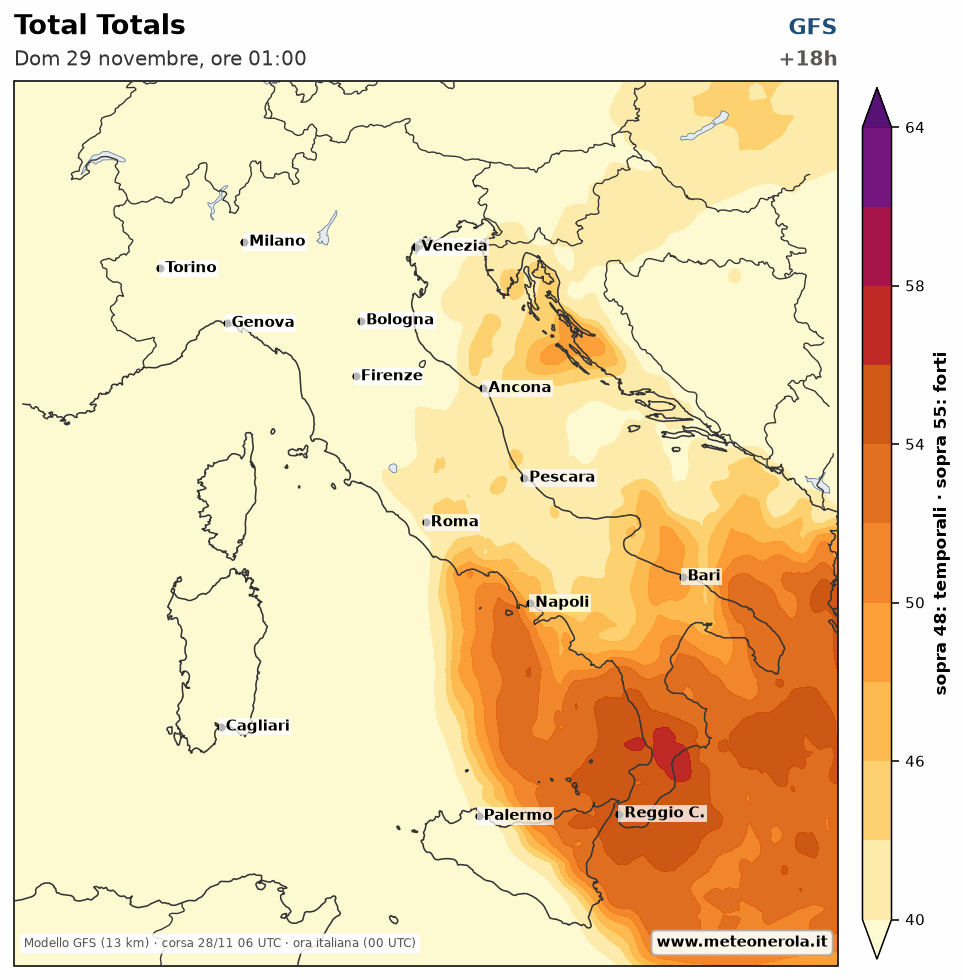 Total Totals
GFS
Dom 29 novembre, ore 01:00
+18h
64
Milano
Venezia
Torino
58
Genova
Bologna
Firenze
Ancona
54
Pescara
Roma
Bari
50
Napoli
sopra 48: temporali · sopra 55: forti
Cagliari
46
Palermo
Reggio C.
40
Modello GFS (13 km) · corsa 28/11 06 UTC · ora italiana (00 UTC)
www.meteonerola.it